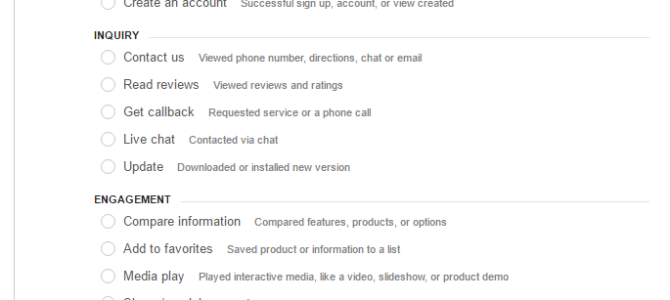 Create an account Successful sign up, account, or view created
INQUIRY
Contact us Viewed phone number, directions, chat or email
Read reviews Viewed reviews and ratings
Get callback Requested service or a phone call
Live chat Contacted via chat
Update Downloaded or installed new version
ENGAGEMENT
Compare information Compared features, products, or options
Add to favorites Saved product or information to a list
Media play Played interactive media, like a video, slideshow, or product demo